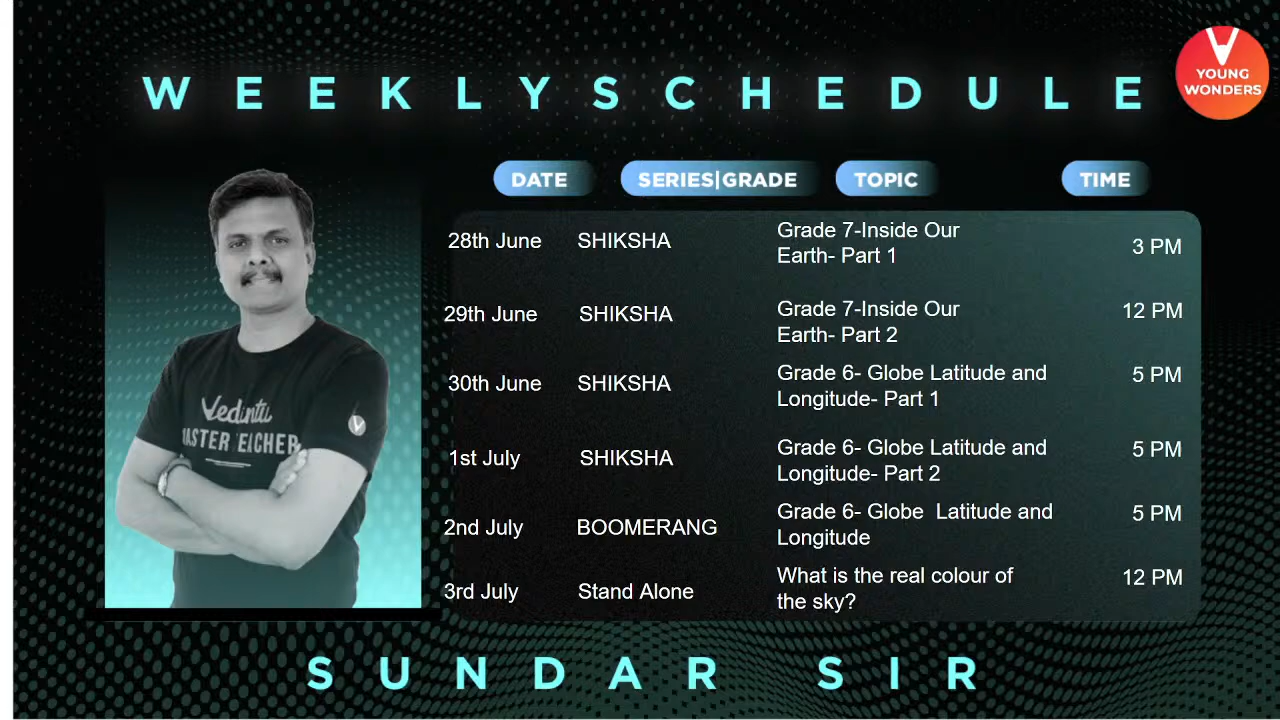 WEEKLY SCHEDULE
YOUNG
WONDERS
DATE SERIES|GRADE TOPIC TIME
28th June SHIKSHA Grade 7-Inside Our
Earth- Part 1 3 PM
29th June SHIKSHA Grade 7-Inside Our
Earth- Part 2 12 PM
30th June SHIKSHA Grade 6- Globe Latitude and
Longitude- Part 1 5 PM
1st July SHIKSHA Grade 6- Globe Latitude and
Longitude- Part 2 5 PM
2nd July BOOMERANG Grade 6- Globe  Latitude and
Longitude 5 PM
3rd July Stand Alone What is the real colour of
the sky? 12 PM
Vedantu
MASTER TEACHER
SUNDAR SIR